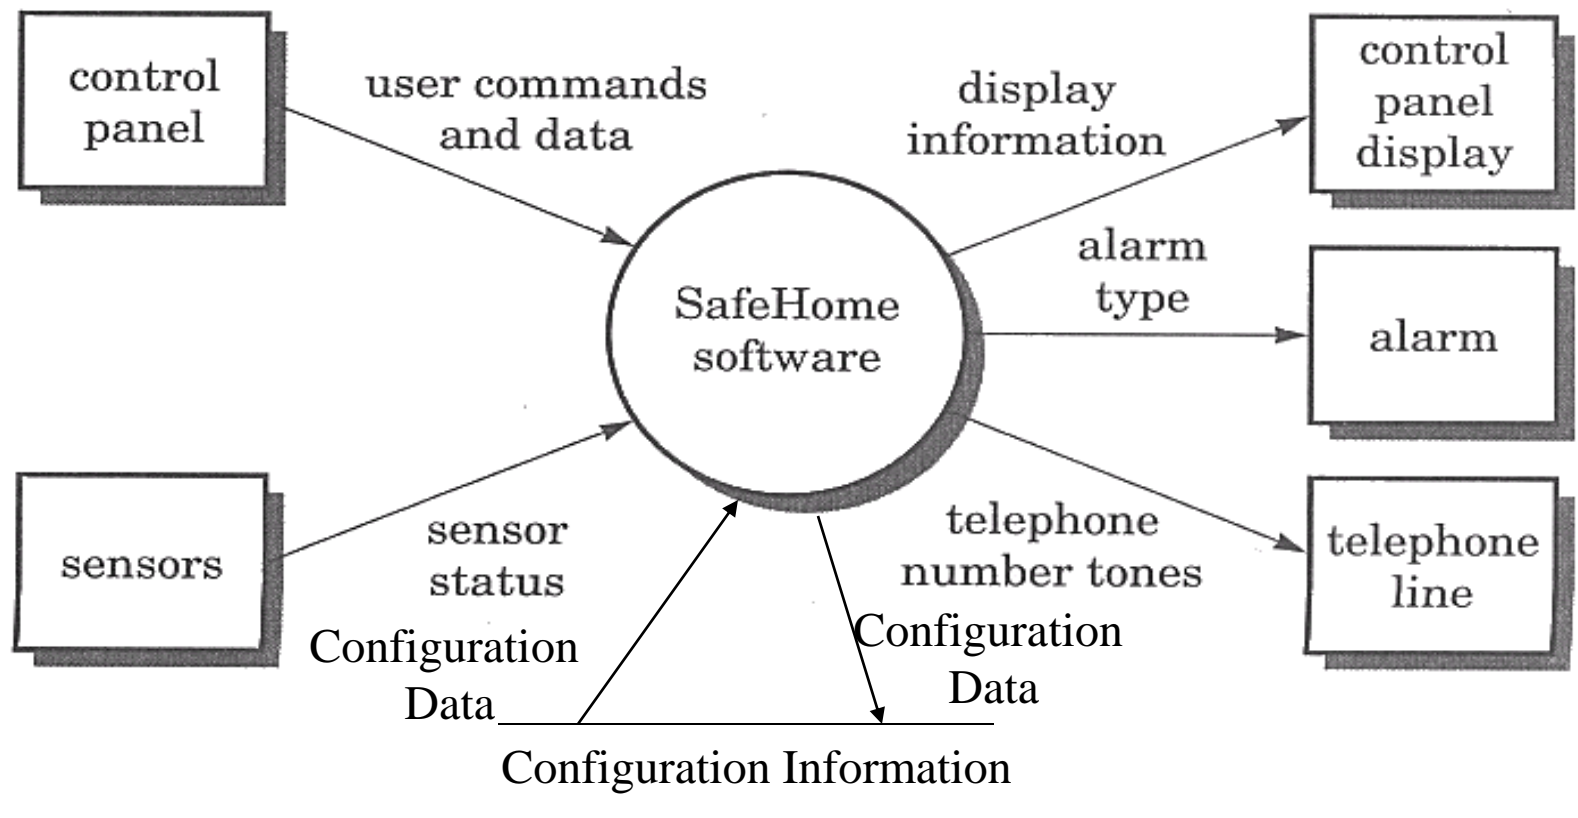 control
panel
user commands
and data
display
information
control
panel
display
SafeHome
software
alarm
type
alarm
sensors
sensor
status
telephone
number tones
telephone
line
Configuration
Data
Configuration
Data
Configuration Information